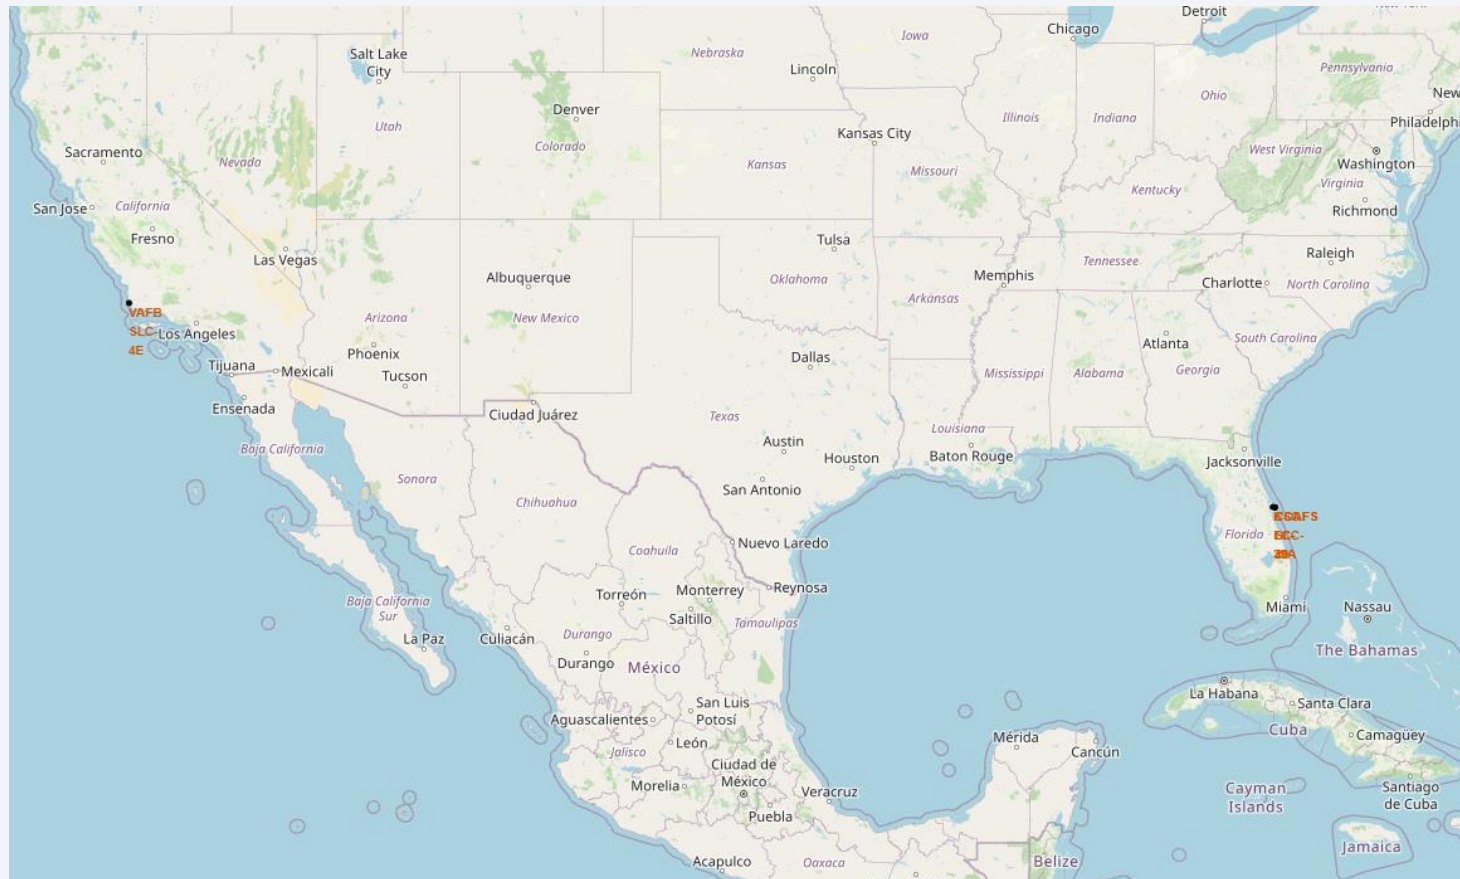 Detroit
Chicago
Iowa
Salt Lake
City
Nebraska
Lincoln
Pennsylvania
New
Denver
Ohio
Philadelphi
Utah
Illinois
Indiana
Colorado
Kansas City
Sacramento
Nevada
Kansas
Missouri
West Virginia
Washington
Kentucky
Virginia
San Jose
California
Richmond
Fresno
Tulsa
Las Vegas
Raleigh
Albuquerque
Oklahoma
Memphis
Tennessee
Charlotte
North Carolina
Arkansas
VAFB
SLC-
4E
Los Angeles
Arizona
New Mexico
Phoenix
Atlanta
South Carolina
Tijuana
Mexicali
Tucson
Dallas
Mississippi
Alabama
Georgia
Ensenada
Ciudad Juárez
Texas
Louisiana
Baja California
Austin
Houston
Baton Rouge
Jacksonville
Sonora
Chihuahua
San Antonio
Florida
Coahuila
Nuevo Laredo
Torreón
Monterrey
Reynosa
Saltillo
Tamaulipas
Miami
Nassau
Baja California
Sur
La Paz
Culiacán
Durango
Durango
México
The Bahamas
La Habana
Santa Clara
Cuba
Camagüey
San Luis
Potosí
Aguascalientes
León
Jalisco
Mérida
Cancún
Ciudad de
México
Morelia
Veracruz
Puebla
Cayman
Islands
Santiago
de Cuba
Jamaica
Acapulco
Oaxaca
Belize